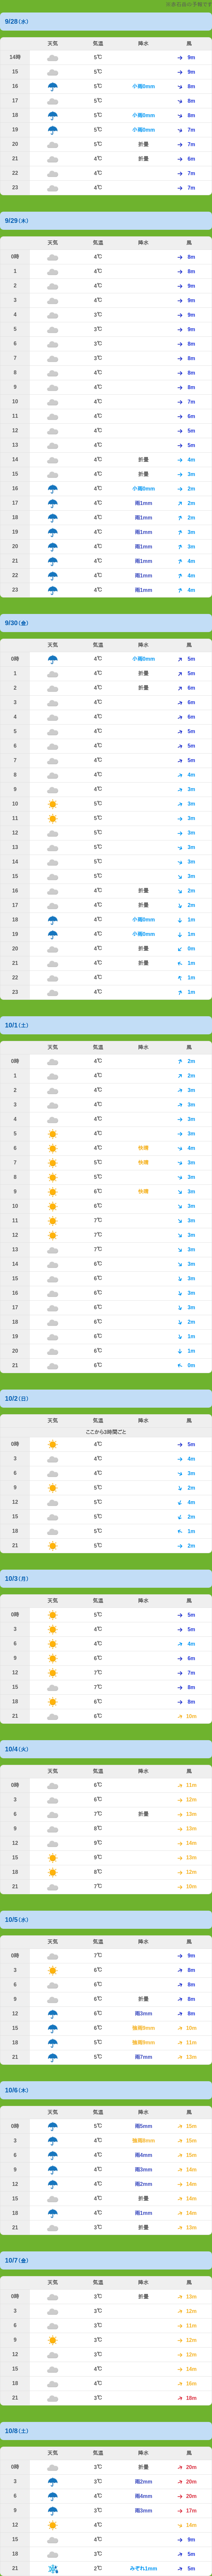 9/28（水）
天気 気温 降水 風
14時 5℃ 9m
15 5℃ 9m
16 5℃ 小雨0mm 8m
17 5℃ 8m
18 5℃ 小雨0mm 8m
19 5℃ 小雨0mm 7m
20 5℃ 折曇 7m
21 4℃ 折曇 6m
22 4℃ 7m
23 4℃ 7m
9/29（木）
天気 気温 降水 風
0時 4℃ 8m
1 4℃ 8m
2 4℃ 9m
3 4℃ 9m
4 3℃ 9m
5 3℃ 9m
6 3℃ 8m
7 3℃ 8m
8 4℃ 8m
9 4℃ 8m
10 4℃ 7m
11 4℃ 6m
12 4℃ 5m
13 4℃ 5m
14 4℃ 折曇 4m
15 4℃ 折曇 3m
16 4℃ 小雨0mm 2m
17 4℃ 雨1mm 2m
18 4℃ 雨1mm 2m
19 4℃ 雨1mm 3m
20 4℃ 雨1mm 3m
21 4℃ 雨1mm 4m
22 4℃ 雨1mm 4m
23 4℃ 雨1mm 4m
9/30（金）
天気 気温 降水 風
0時 4℃ 小雨0mm 5m
1 4℃ 折曇 5m
2 4℃ 折曇 6m
3 4℃ 6m
4 4℃ 6m
5 4℃ 5m
6 4℃ 5m
7 4℃ 5m
8 4℃ 4m
9 4℃ 3m
10 5℃ 3m
11 5℃ 3m
12 5℃ 3m
13 5℃ 3m
14 5℃ 3m
15 5℃ 3m
16 4℃ 折曇 2m
17 4℃ 折曇 2m
18 4℃ 小雨0mm 1m
19 4℃ 小雨0mm 1m
20 4℃ 折曇 0m
21 4℃ 折曇 1m
22 4℃ 1m
23 4℃ 1m
10/1（土）
天気 気温 降水 風
0時 4℃ 2m
1 4℃ 2m
2 4℃ 3m
3 4℃ 3m
4 4℃ 3m
5 4℃ 3m
6 4℃ 快晴 4m
7 5℃ 快晴 3m
8 5℃ 3m
9 6℃ 快晴 3m
10 6℃ 3m
11 7℃ 3m
12 7℃ 3m
13 7℃ 3m
14 6℃ 3m
15 6℃ 3m
16 6℃ 3m
17 6℃ 3m
18 6℃ 2m
19 6℃ 1m
20 6℃ 1m
21 6℃ 0m
10/2（日）
天気 気温 降水 風
ここから3時間ごと
0時 4℃ 5m
3 4℃ 4m
6 4℃ 3m
9 5℃ 2m
12 5℃ 4m
15 5℃ 2m
18 5℃ 1m
21 5℃ 2m
10/3（月）
天気 気温 降水 風
0時 5℃ 5m
3 4℃ 5m
6 4℃ 4m
9 6℃ 6m
12 7℃ 7m
15 7℃ 8m
18 6℃ 8m
21 6℃ 10m
10/4（火）
天気 気温 降水 風
0時 6℃ 11m
3 6℃ 12m
6 7℃ 折曇 13m
9 8℃ 13m
12 9℃ 14m
15 9℃ 13m
18 8℃ 12m
21 7℃ 10m
10/5（水）
天気 気温 降水 風
0時 7℃ 9m
3 6℃ 8m
6 6℃ 8m
9 6℃ 折曇 8m
12 6℃ 雨3mm 8m
15 6℃ 強雨9mm 10m
18 5℃ 強雨9mm 11m
21 5℃ 雨7mm 13m
10/6（木）
天気 気温 降水 風
0時 5℃ 雨5mm 15m
3 4℃ 強雨8mm 15m
6 4℃ 雨4mm 15m
9 4℃ 雨3mm 14m
12 4℃ 雨2mm 14m
15 4℃ 折曇 14m
18 4℃ 雨1mm 14m
21 3℃ 折曇 13m
10/7（金）
天気 気温 降水 風
0時 3℃ 折曇 13m
3 3℃ 12m
6 3℃ 11m
9 3℃ 12m
12 3℃ 12m
15 4℃ 14m
18 4℃ 16m
21 3℃ 18m
10/8（土）
天気 気温 降水 風
0時 3℃ 折曇 20m
3 3℃ 雨2mm 20m
6 4℃ 雨4mm 20m
9 3℃ 雨3mm 17m
12 4℃ 14m
15 4℃ 9m
18 3℃ 5m
21 2℃ みぞれ1mm 5m